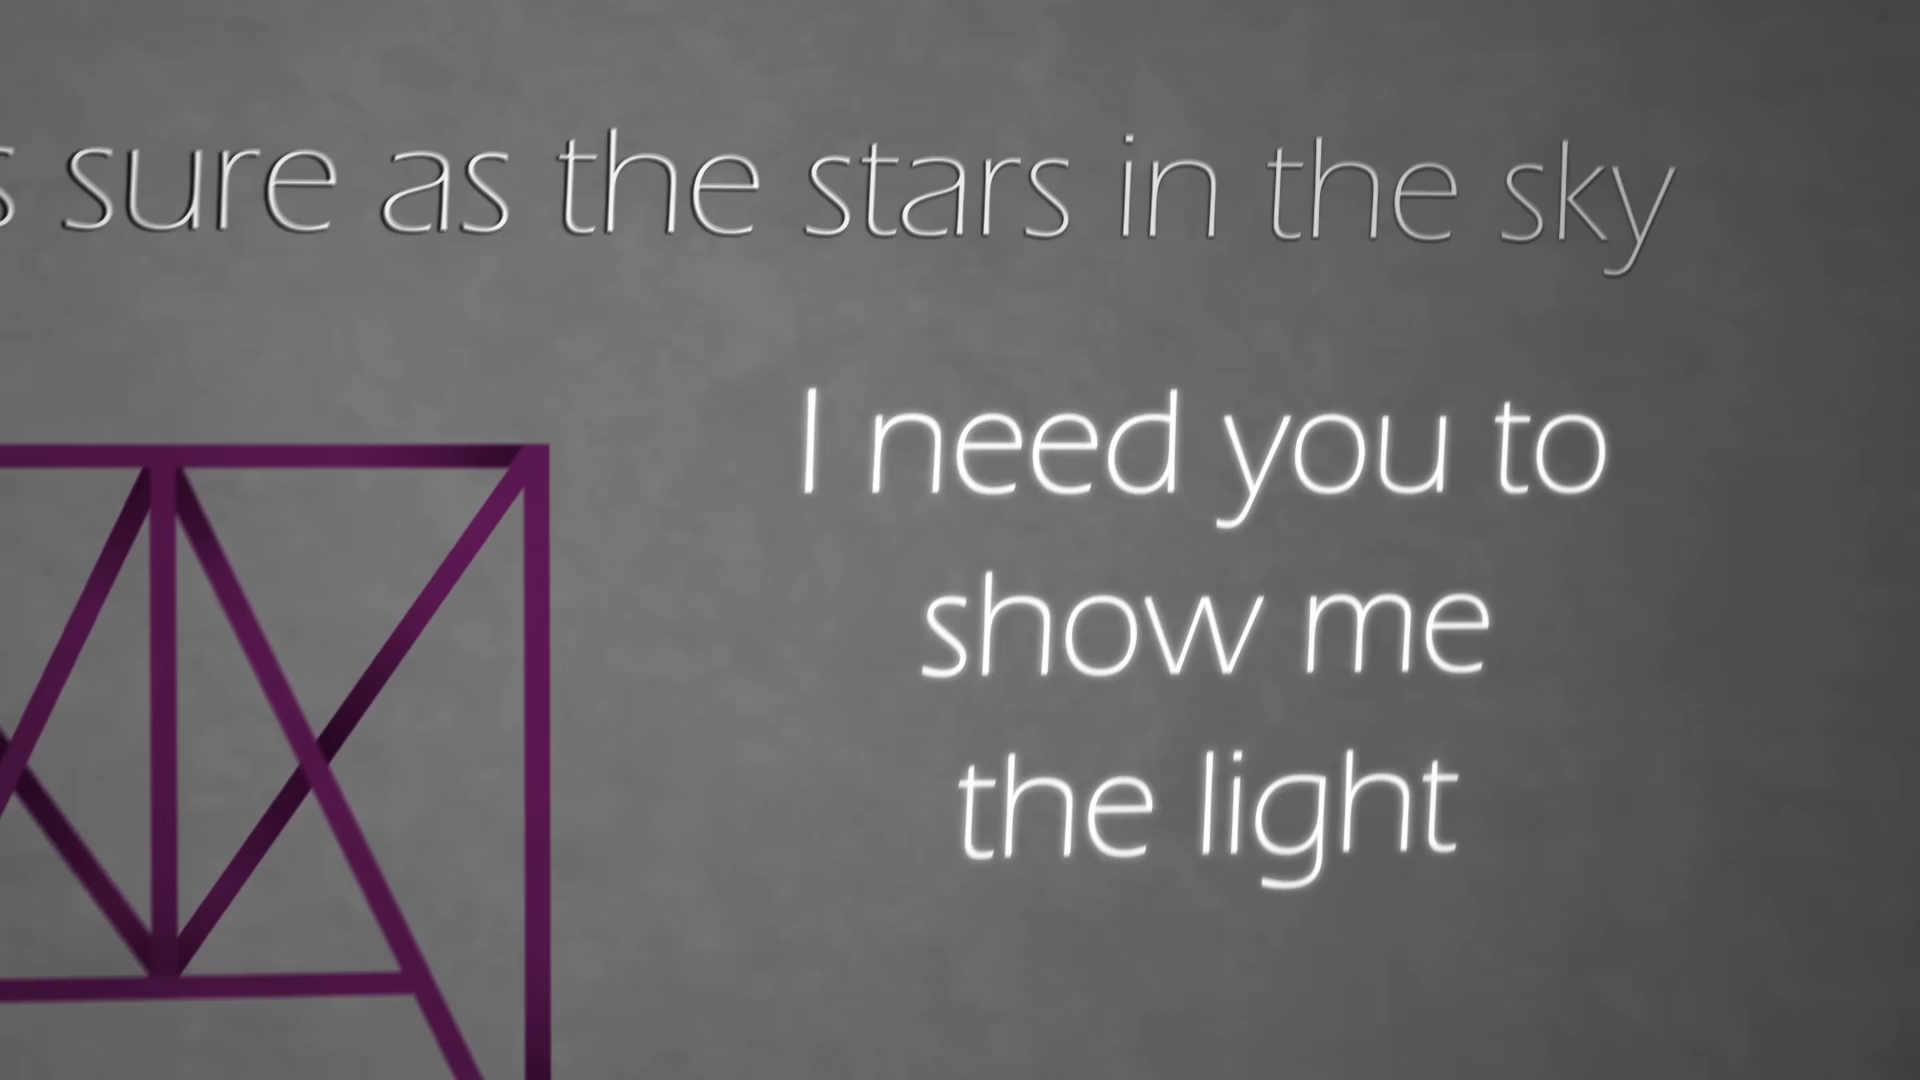 s sure as the stars in the sky
I need you to
show me
the light